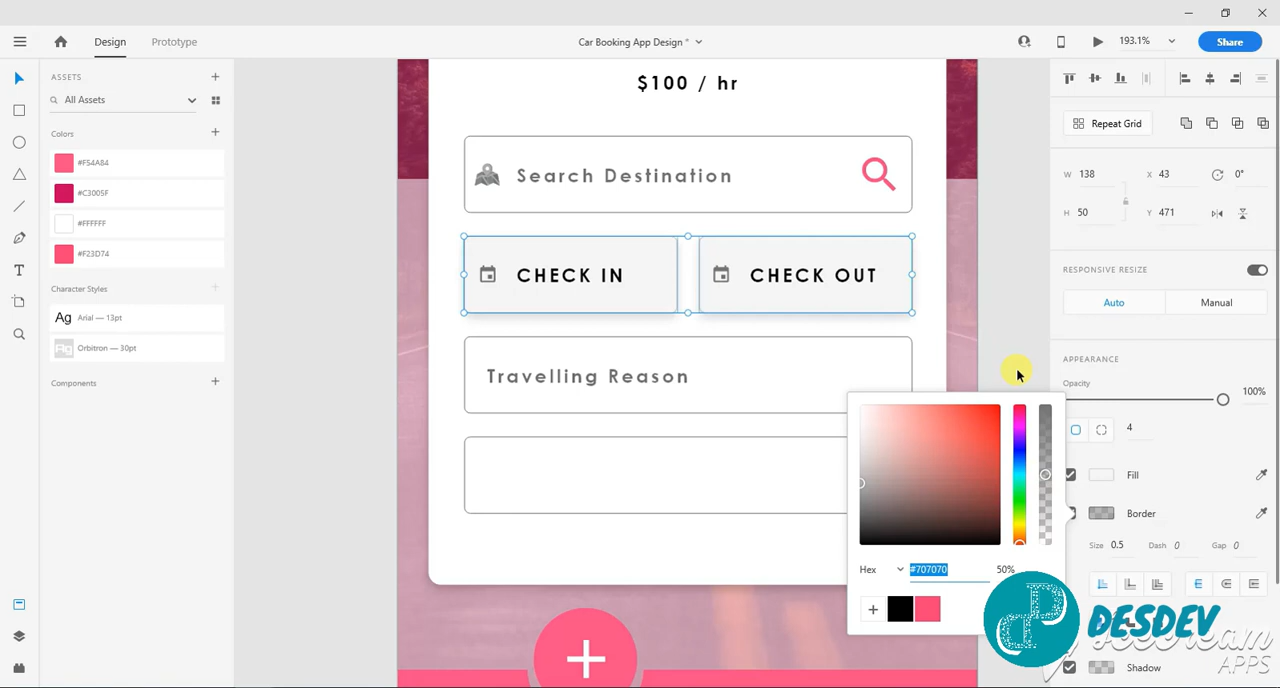 Design
Prototype
Car Booking App Design *
193.1%
Share
ASSETS
All Assets
Colors
#F54A84
#C3005F
#FFFFFF
#F23D74
Character Styles
Ag Arial — 13pt
Ag Orbitron — 30pt
Components
$100 / hr
Search Destination
CHECK IN
CHECK OUT
Travelling Reason
Repeat Grid
W 138 X 43 0°
H 50 Y 471
RESPONSIVE RESIZE
Auto Manual
APPEARANCE
Opacity
100%
4
Fill
Border
Size 0.5 Dash 0 Gap 0
Hex #707070 50%
DESDEV
APPS
Shadow